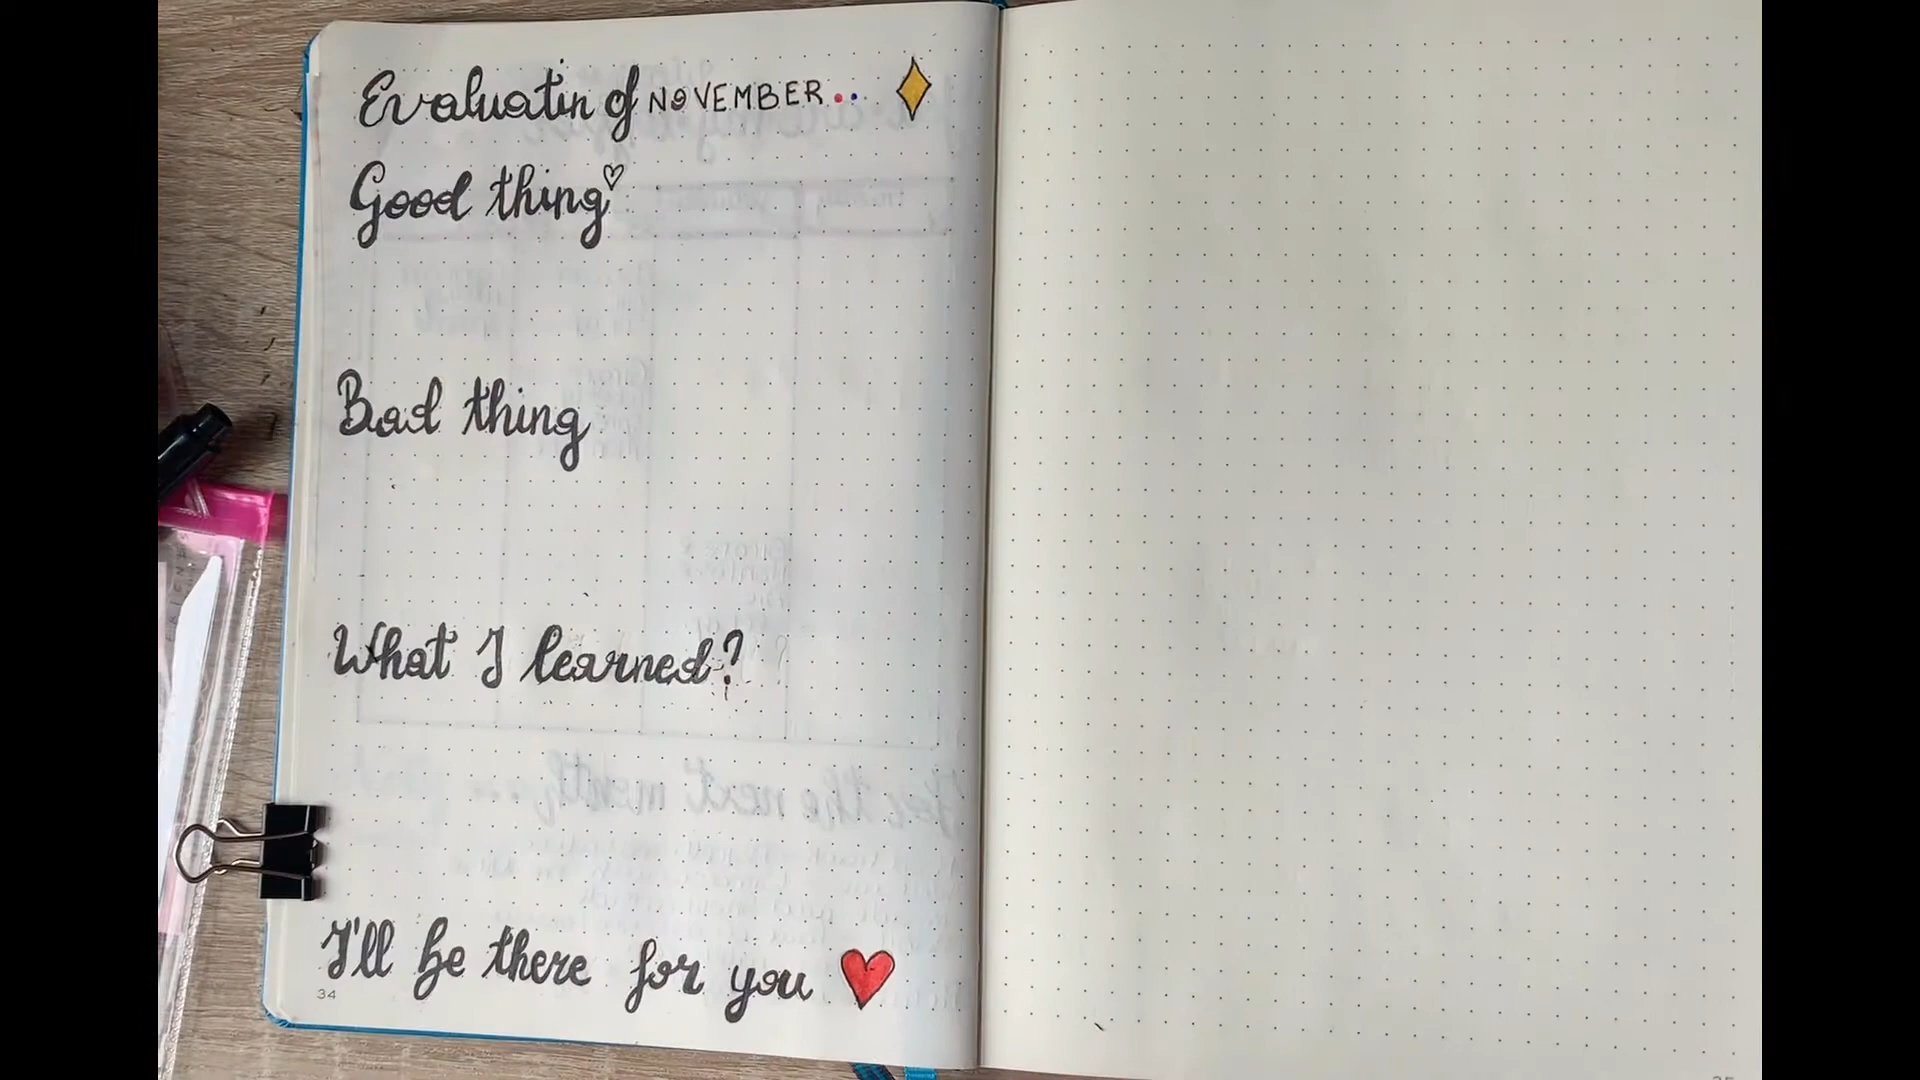 Evaluatin of NOVEMBER..
Good thing
Bad thing
What I learned?
I'll be there for you
34